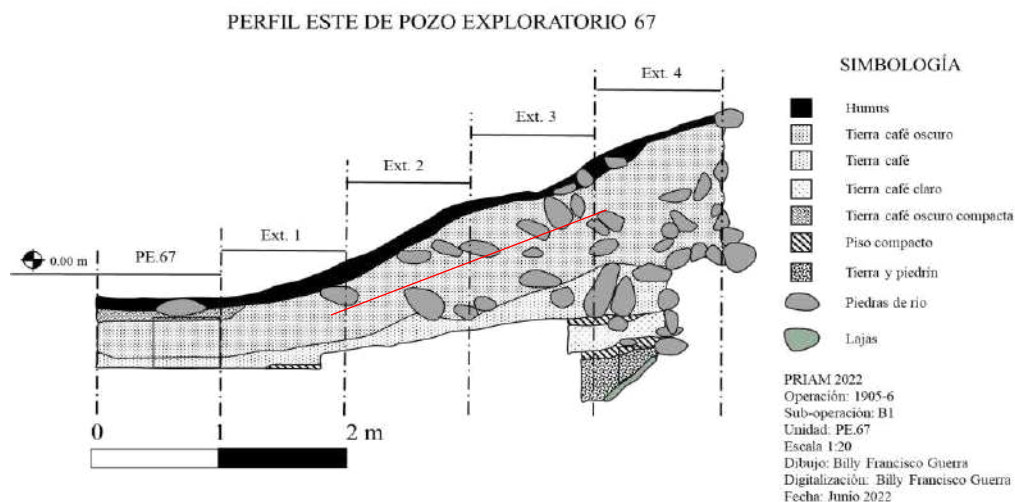 PERFIL ESTE DE POZO EXPLORATORIO 67
Ext. 4
Ext. 3
Ext. 2
Ext. 1
PE.67
0.00 m
0 1 2 m
SIMBOLOGÍA
Humus
Tierra café oscuro
Tierra café
Tierra café claro
Tierra café oscuro compacta
Piso compacto
Tierra y piedrín
Piedras de rio
Lajas
PRIAM 2022
Operación: 1905-6
Sub-operación: B1
Unidad: PE.67
Escala 1:20
Dibujo: Billy Francisco Guerra
Digitalización: Billy Francisco Guerra
Fecha: Junio 2022